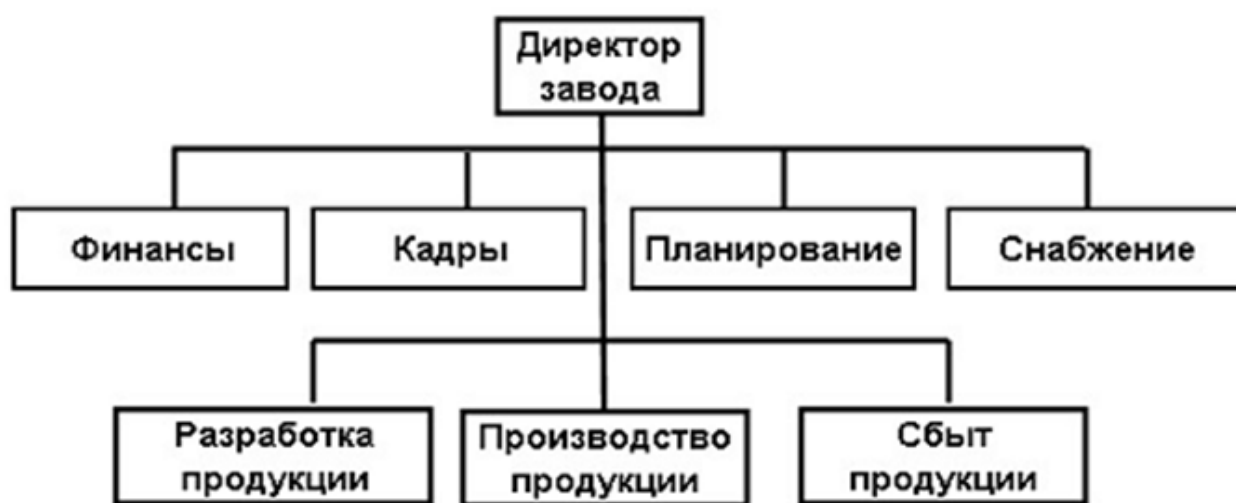 Директор
завода
Финансы
Кадры
Планирование
Снабжение
Разработка
продукции
Производство
продукции
Сбыт
продукции